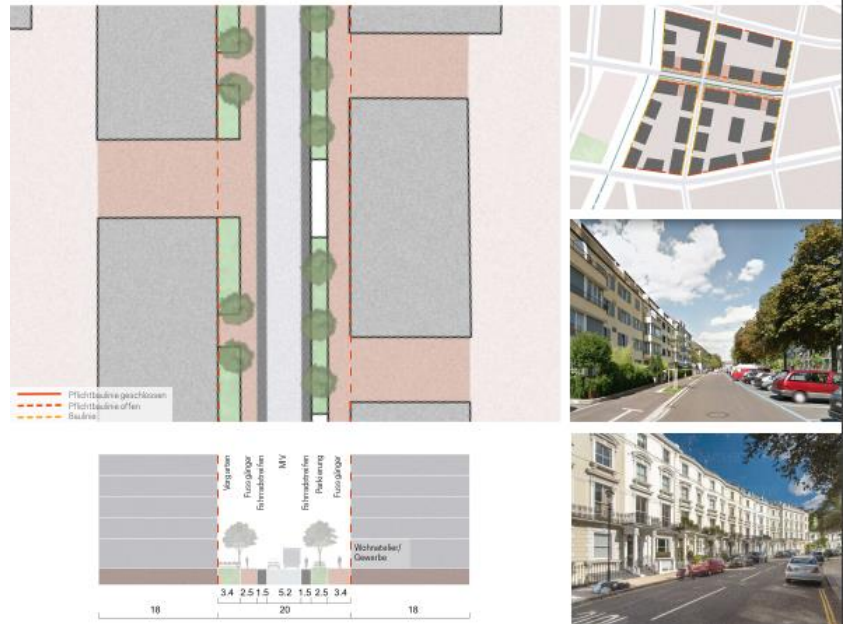 Pflichtbaulinie geschlossen
Pflichtbaulinie offen
Baulinie
Vorgarten
Fussgänger
Fahrradstreifen
MIV
Fahrradstreifen
Parkierung
Fussgänger
Wohnatelier/
Gewerbe
3.4 2.5 1.5 5.2 1.5 2.5 3.4
18 20 18